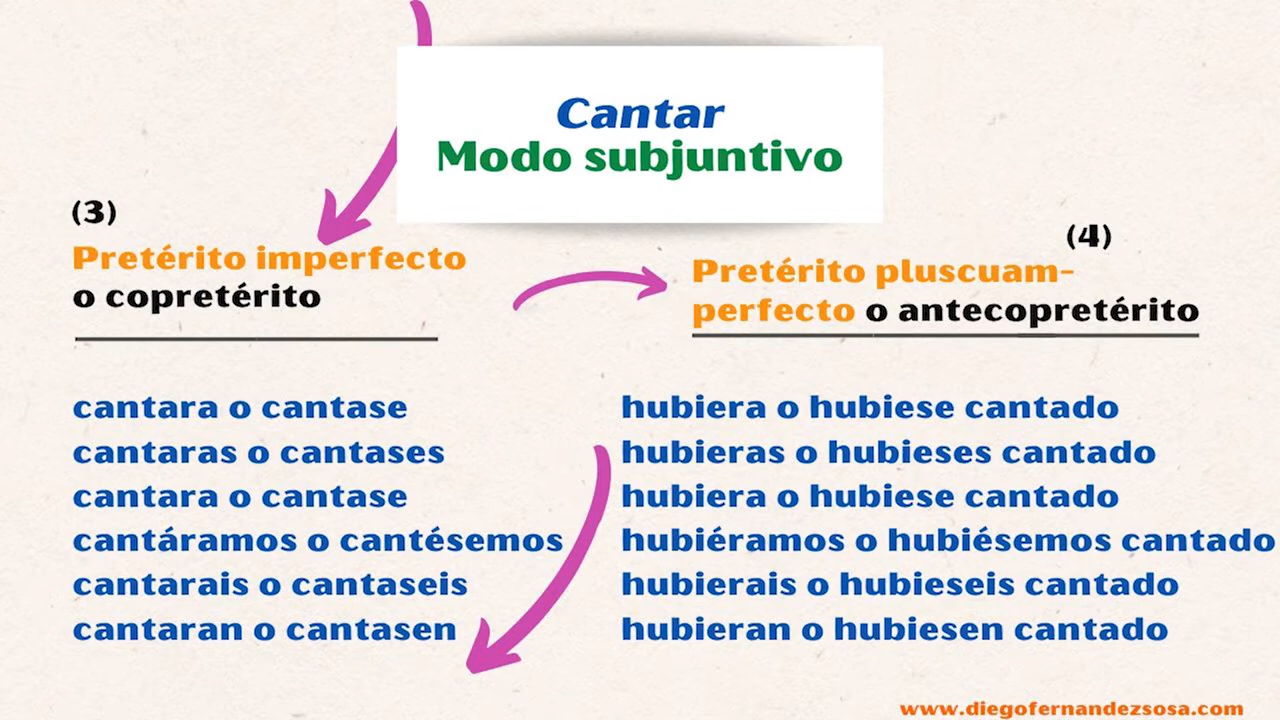 Cantar
Modo subjuntivo
(3)
Pretérito imperfecto
o copretérito
cantara o cantase
cantaras o cantases
cantara o cantase
cantáramos o cantésemos
cantarais o cantaseis
cantaran o cantasen
(4)
Pretérito pluscuam-
perfecto o antecopretérito
hubiera o hubiese cantado
hubieras o hubieses cantado
hubiera o hubiese cantado
hubiéramos o hubiésemos cantado
hubierais o hubieseis cantado
hubieran o hubiesen cantado
www.diegofernandezsosa.com